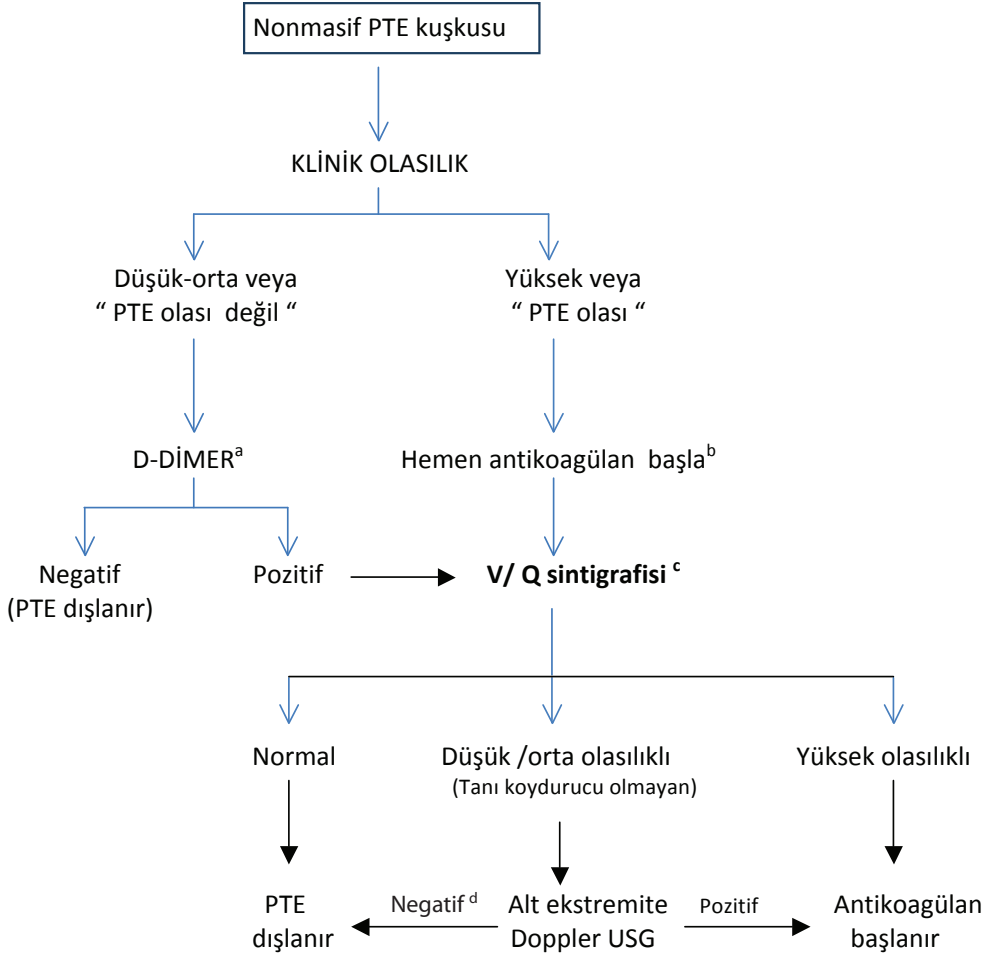 Nonmasif PTE kuşkusu
KLİNİK OLASILIK
Düşük-orta veya
“ PTE olası değil “
Yüksek veya
“ PTE olası “
D-DİMERᵃ
Hemen antikoagülan başlaᵇ
Negatif
(PTE dışlanır)
Pozitif
V/ Q sintigrafisi ᶜ
Normal
Düşük /orta olasılıklı
(Tanı koydurucu olmayan)
Yüksek olasılıklı
PTE
dışlanır
Negatif ᵈ
Alt ekstremite
Doppler USG
Pozitif
Antikoagülan
başlanır